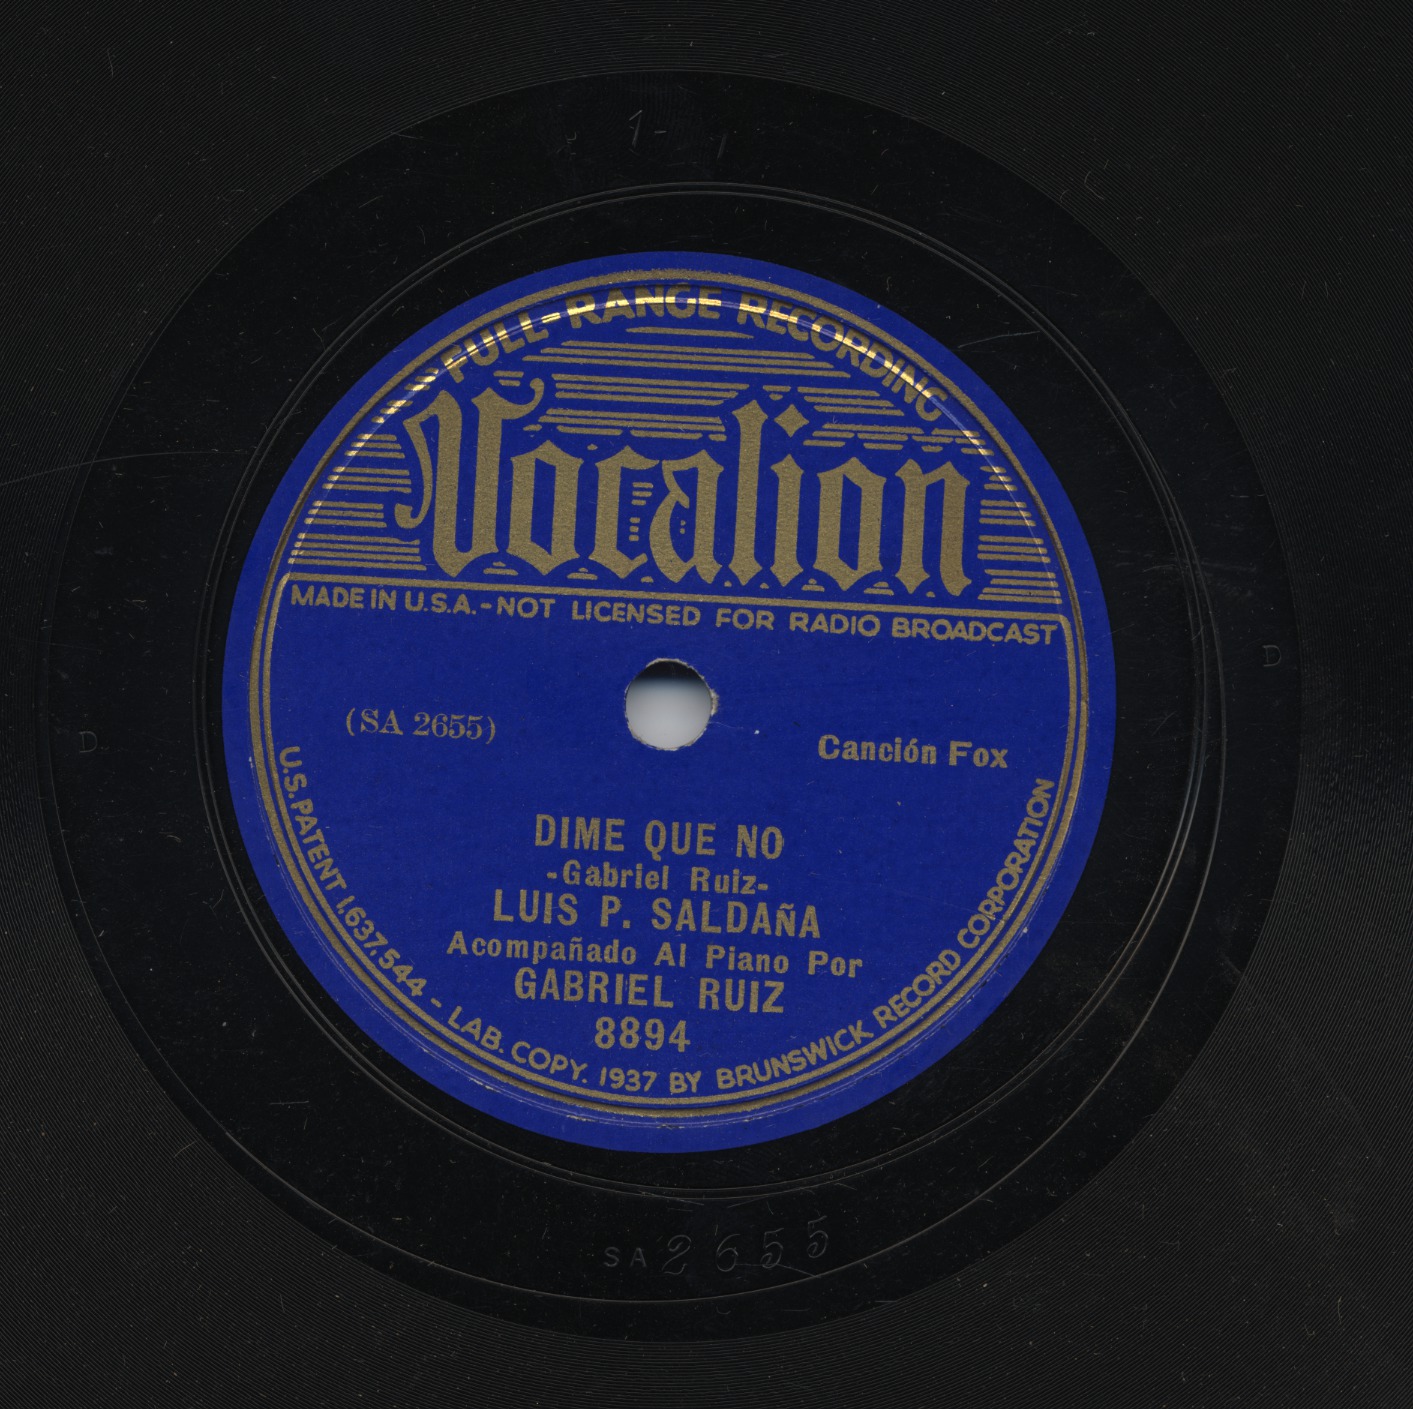 1-
FULL-RANGE RECORDING
Vocalion
MADE IN U.S.A.-NOT LICENSED FOR RADIO BROADCAST
(SA 2655)
Canción Fox
DIME QUE NO
-Gabriel Ruiz-
LUIS P. SALDAÑA
Acompañado Al Piano Por
GABRIEL RUIZ
8894
U.S. PATENT 1,637,544 - LAB. COPY. 1937 BY BRUNSWICK RECORD CORPORATION
D
D
SA 2655